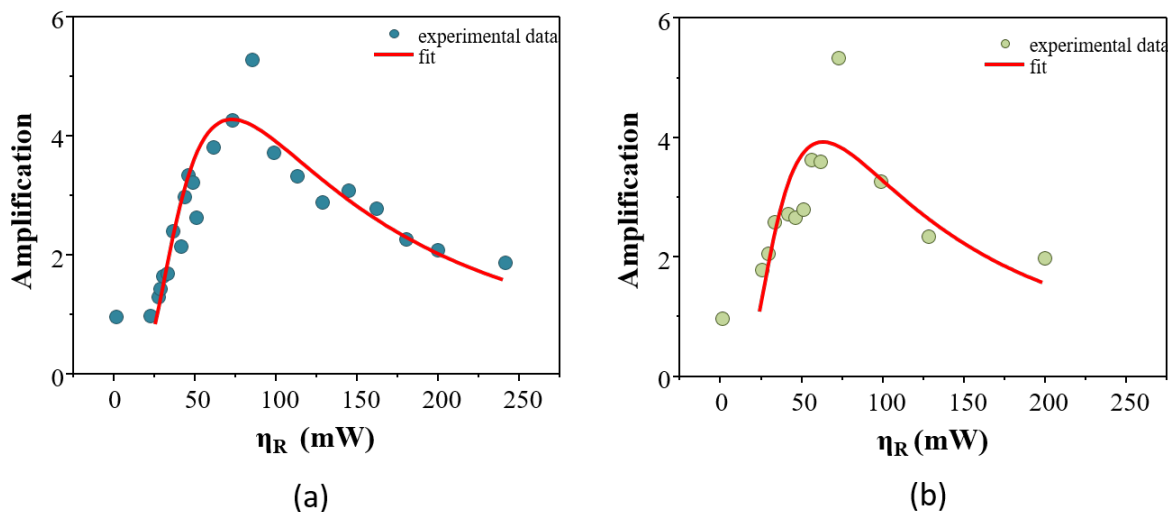 6
experimental data
fit
4
Amplification
2
0
0 50 100 150 200 250
ηR (mW)
(a)
6
experimental data
fit
4
Amplification
2
0
0 50 100 150 200 250
ηR (mW)
(b)